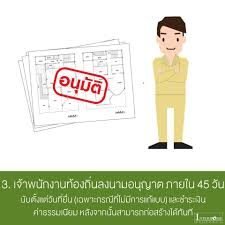 อนุมัติ
3. เจ้าพนักงานท้องถิ่นลงนามอนุญาต ภายใน 45 วัน
นับตั้งแต่วันที่ยื่น (เฉพาะกรณีที่ไม่มีการแก้แบบ) และชำระเงิน
ค่าธรรมเนียม หลังจากนั้นสามารถก่อสร้างได้ทันที